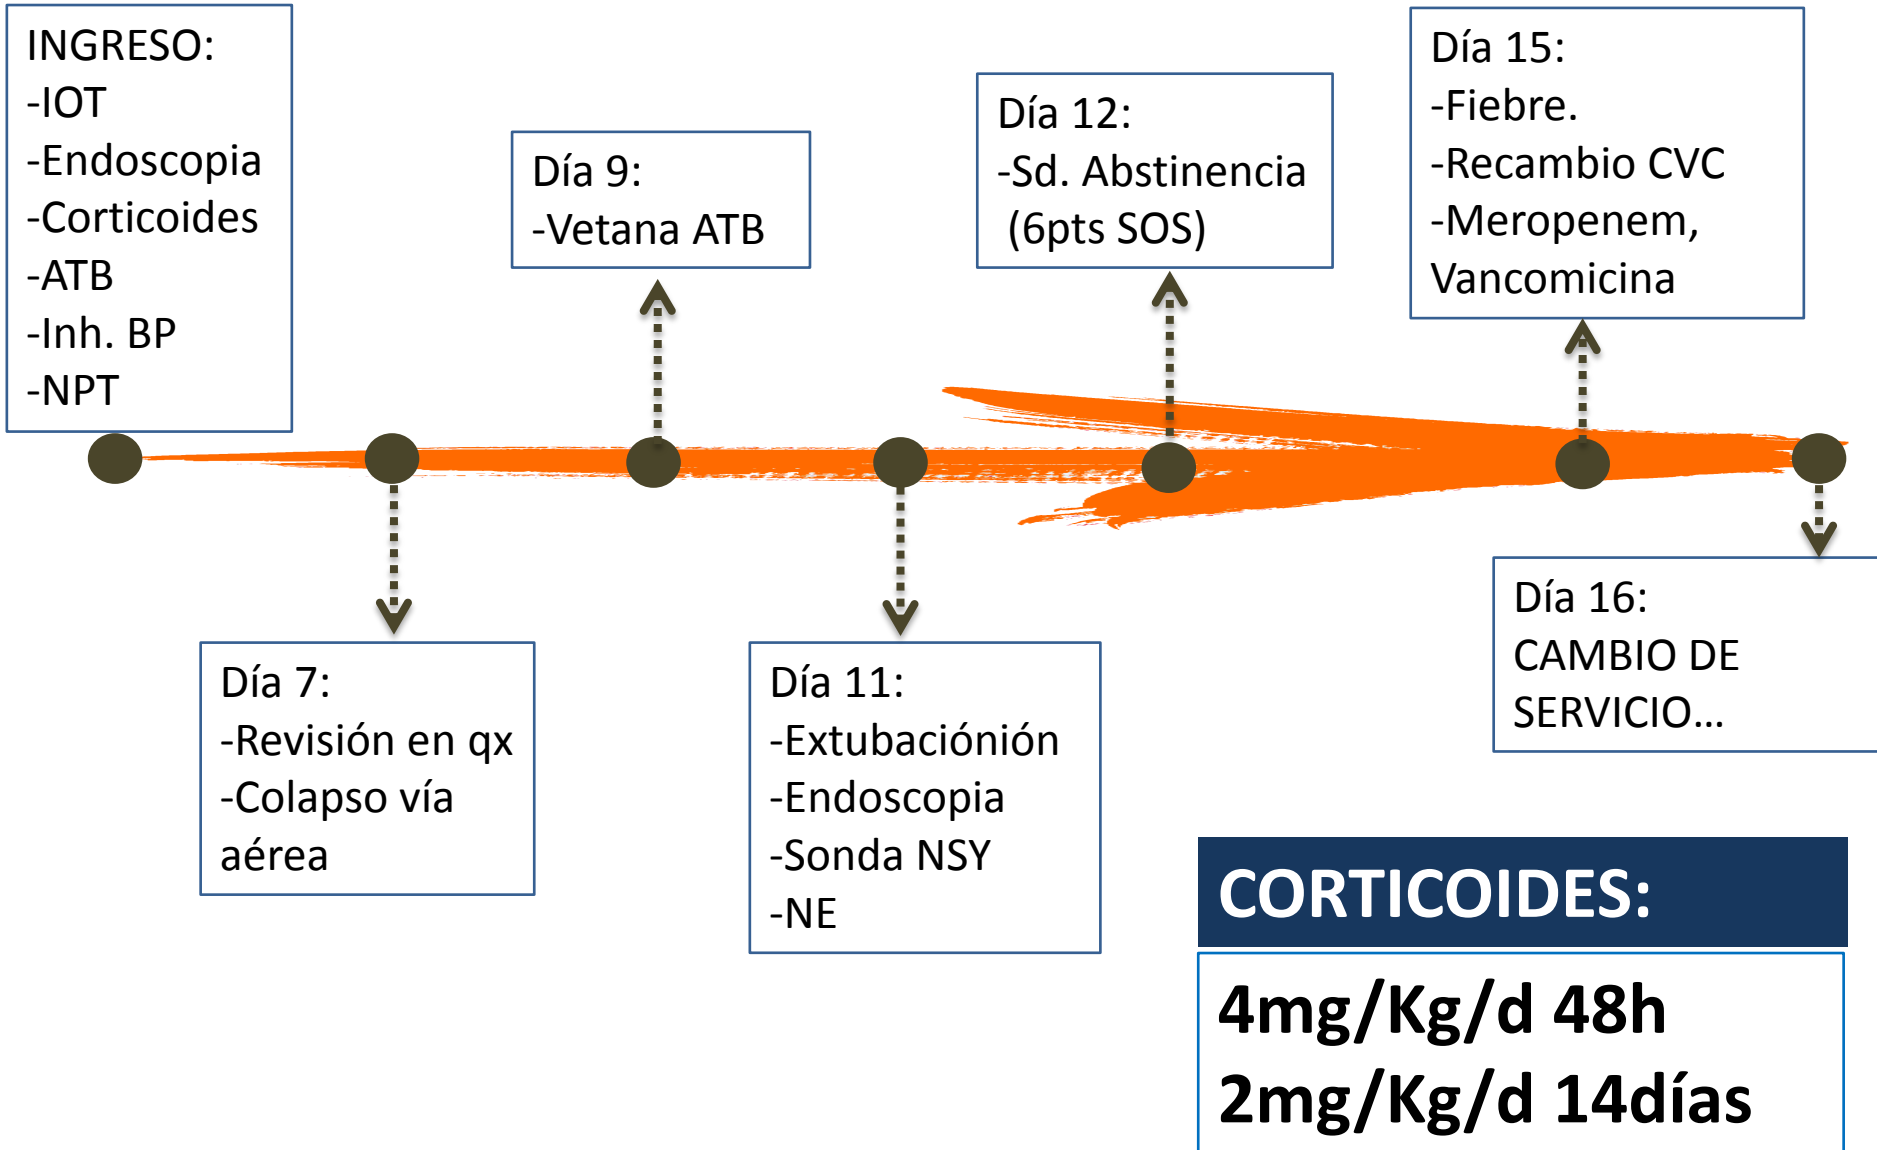 INGRESO:
-IOT
-Endoscopia
-Corticoides
-ATB
-Inh. BP
-NPT
Día 7:
-Revisión en qx
-Colapso vía
aérea
Día 9:
-Vetana ATB
Día 11:
-Extubaciónión
-Endoscopia
-Sonda NSY
-NE
Día 12:
-Sd. Abstinencia
(6pts SOS)
Día 15:
-Fiebre.
-Recambio CVC
-Meropenem,
Vancomicina
Día 16:
CAMBIO DE
SERVICIO...
CORTICOIDES:
4mg/Kg/d 48h
2mg/Kg/d 14días